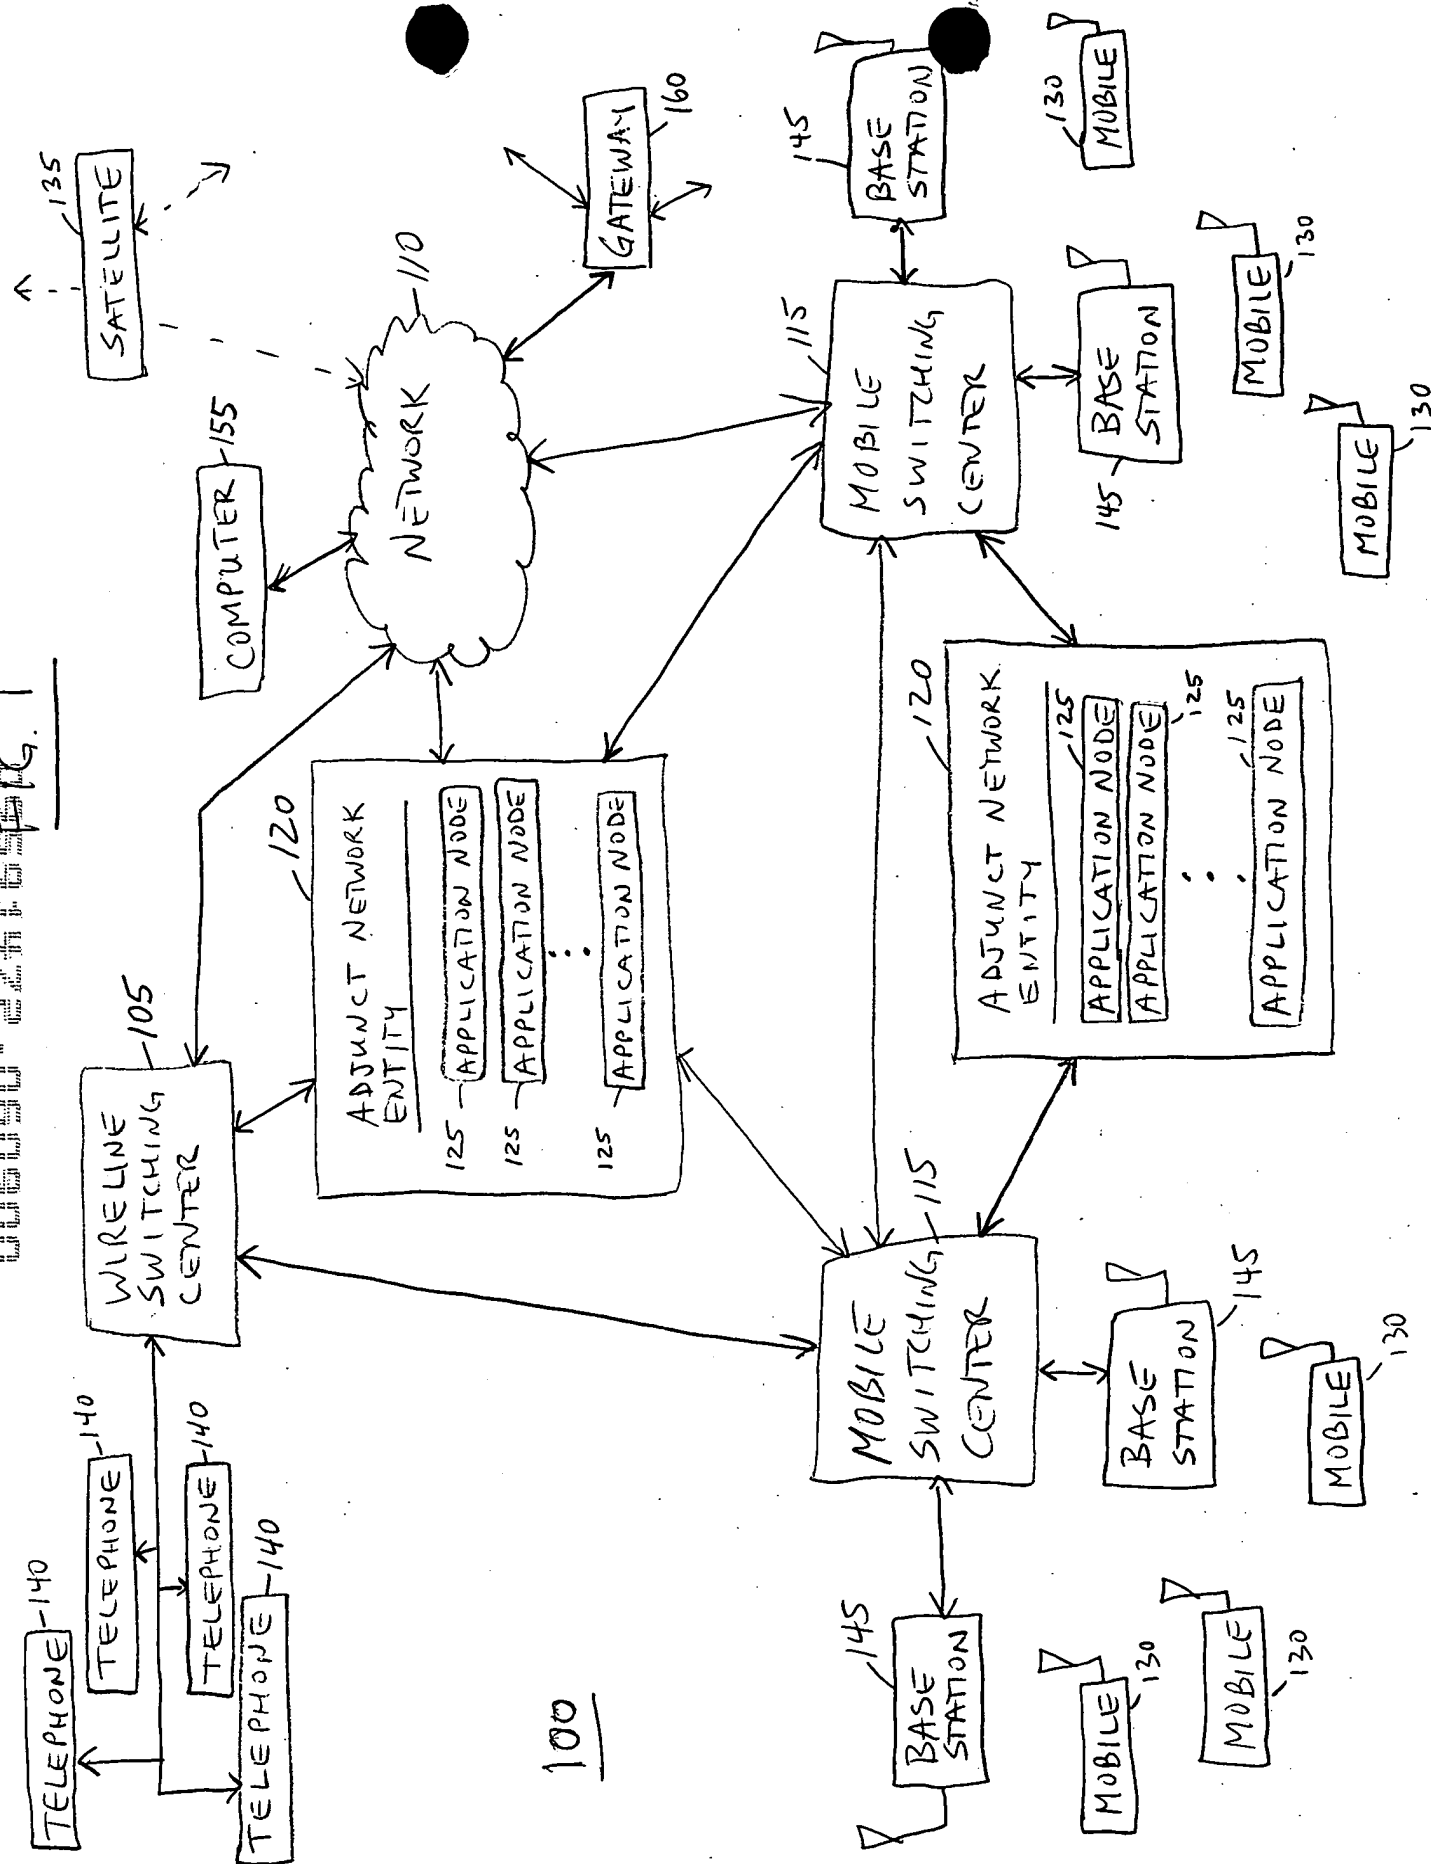 FIG. 1
TELEPHONE 140
TELEPHONE 140
TELEPHONE 140
TELEPHONE 140
WIRELINE
SWITCHING
CENTER
105
COMPUTER 155
SATELLITE
135
NETWORK
110
GATEWAY
160
120
ADJUNCT NETWORK
ENTITY
125 APPLICATION NODE
125 APPLICATION NODE
...
125 APPLICATION NODE
100
MOBILE
SWITCHING
CENTER
115
MOBILE
SWITCHING
CENTER
115
145
BASE
STATION
BASE
STATION
145
120
ADJUNCT NETWORK
ENTITY
125
APPLICATION NODE
APPLICATION NODE
125
...
125
APPLICATION NODE
145
BASE
STATION
145
BASE
STATION
MOBILE
130
MOBILE
130
MOBILE
130
MOBILE
130
MOBILE
130
130
MOBILE